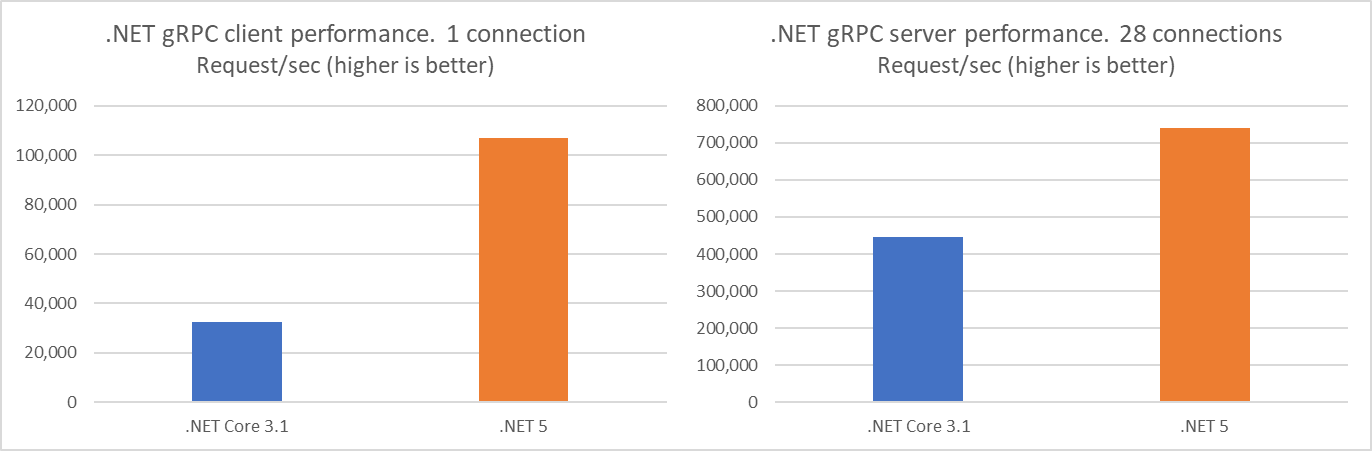 .NET gRPC client performance.  1 connection
Request/sec (higher is better)
120,000
100,000
80,000
60,000
40,000
20,000
0
.NET Core 3.1
.NET 5
.NET gRPC server performance.  28 connections
Request/sec (higher is better)
800,000
700,000
600,000
500,000
400,000
300,000
200,000
100,000
0
.NET Core 3.1
.NET 5